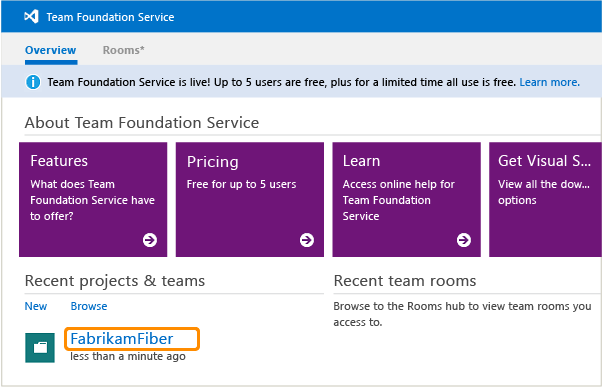 Team Foundation Service
Overview Rooms*
Team Foundation Service is live! Up to 5 users are free, plus for a limited time all use is free. Learn more.
About Team Foundation Service
Features
What does Team
Foundation Service have
to offer?
Pricing
Free for up to 5 users
Learn
Access online help for
Team Foundation
Service
Get Visual S...
View all the dow...
options
Recent projects & teams
New Browse
FabrikamFiber
less than a minute ago
Recent team rooms
Browse to the Rooms hub to view team rooms you
access to.